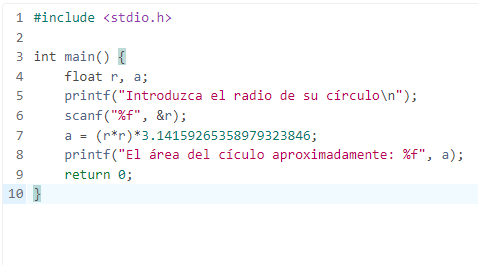 1 #include <stdio.h>
2
3 int main() {
4 float r, a;
5 printf("Introduzca el radio de su círculo\n");
6 scanf("%f", &r);
7 a = (r*r)*3.14159265358979323846;
8 printf("El área del cículo aproximadamente: %f", a);
9 return 0;
10 }